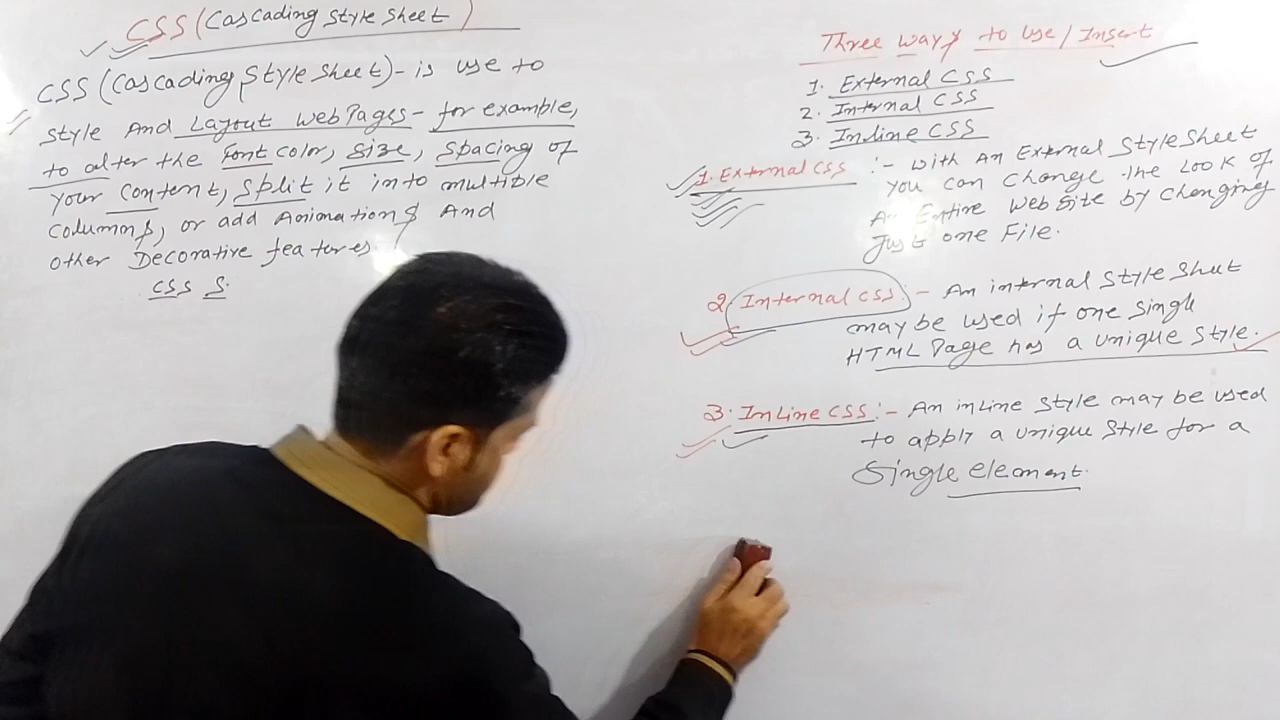 CSS (Cascading Style Sheet)
CSS (Cascading Style Sheet) - is use to
Style And Layout WebPages - for example,
to alter the Font color, Size, Spacing of
your Content, Split it into multible
Columns, or add Animations And
other Decorative features.
CSS S.
Three ways to use / Insert
1. External CSS
2. Internal CSS
3. Inline CSS
1. External CSS :- With An External StyleSheet
you can change the Look of
An Entire WebSite by Changing
Just one File.
2. Internal CSS :- An internal Style Sheet
may be used if one Single
HTML Page has a unique Style.
3. InLine CSS :- An inline Style may be used
to apply a unique Style for a
Single element.